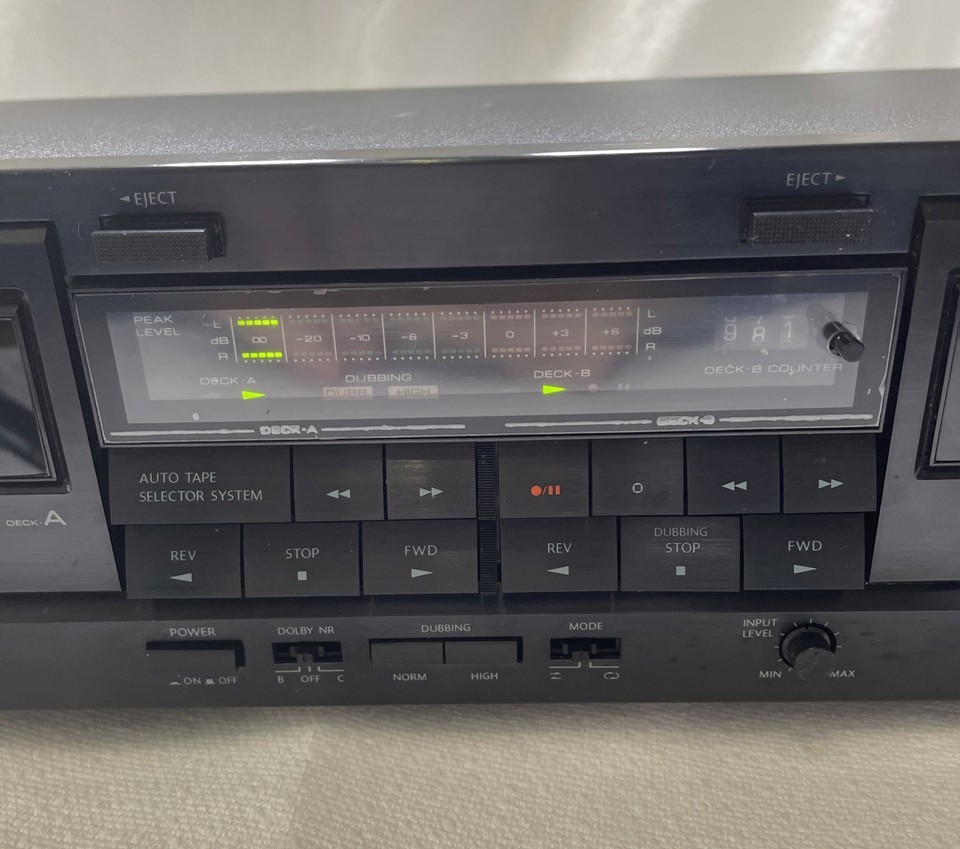 EJECT
EJECT
PEAK
LEVEL
L
dB
R
∞
-20
-10
-6
-3
0
+3
+6
L
dB
R
981
DECK-A
DUBBING
DUBB
HIGH
DECK-B
DECK-B COUNTER
DECK-A
DECK-B
AUTO TAPE
SELECTOR SYSTEM
DECK-A
REV
STOP
FWD
REV
DUBBING
STOP
FWD
POWER
ON OFF
DOLBY NR
B OFF C
DUBBING
NORM HIGH
MODE
INPUT
LEVEL
MIN MAX